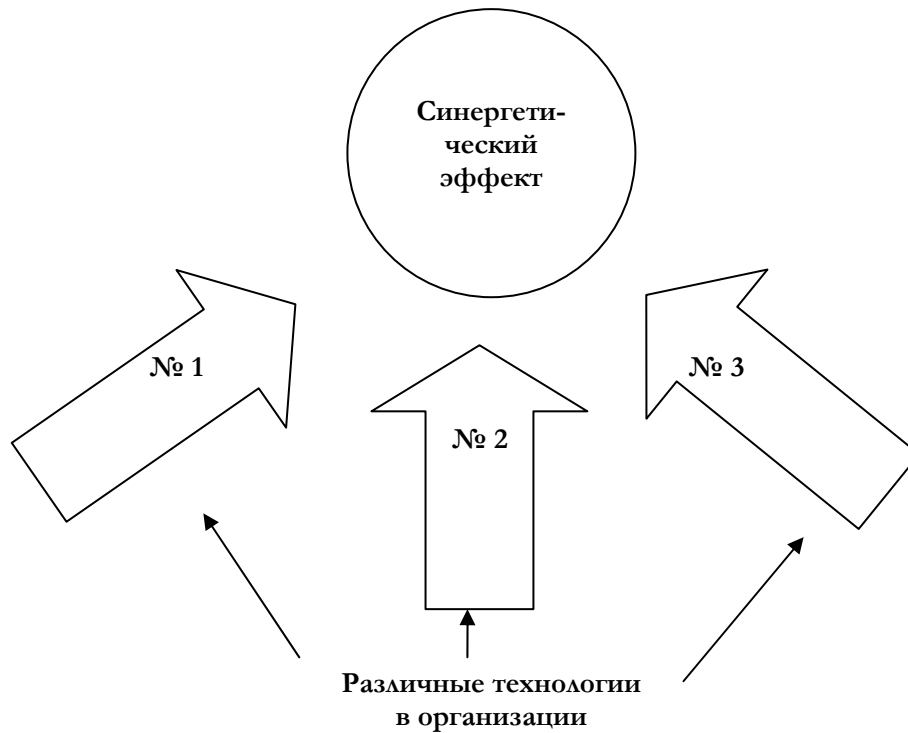 Синергети-
ческий
эффект
№ 1
№ 2
№ 3
Различные технологии
в организации